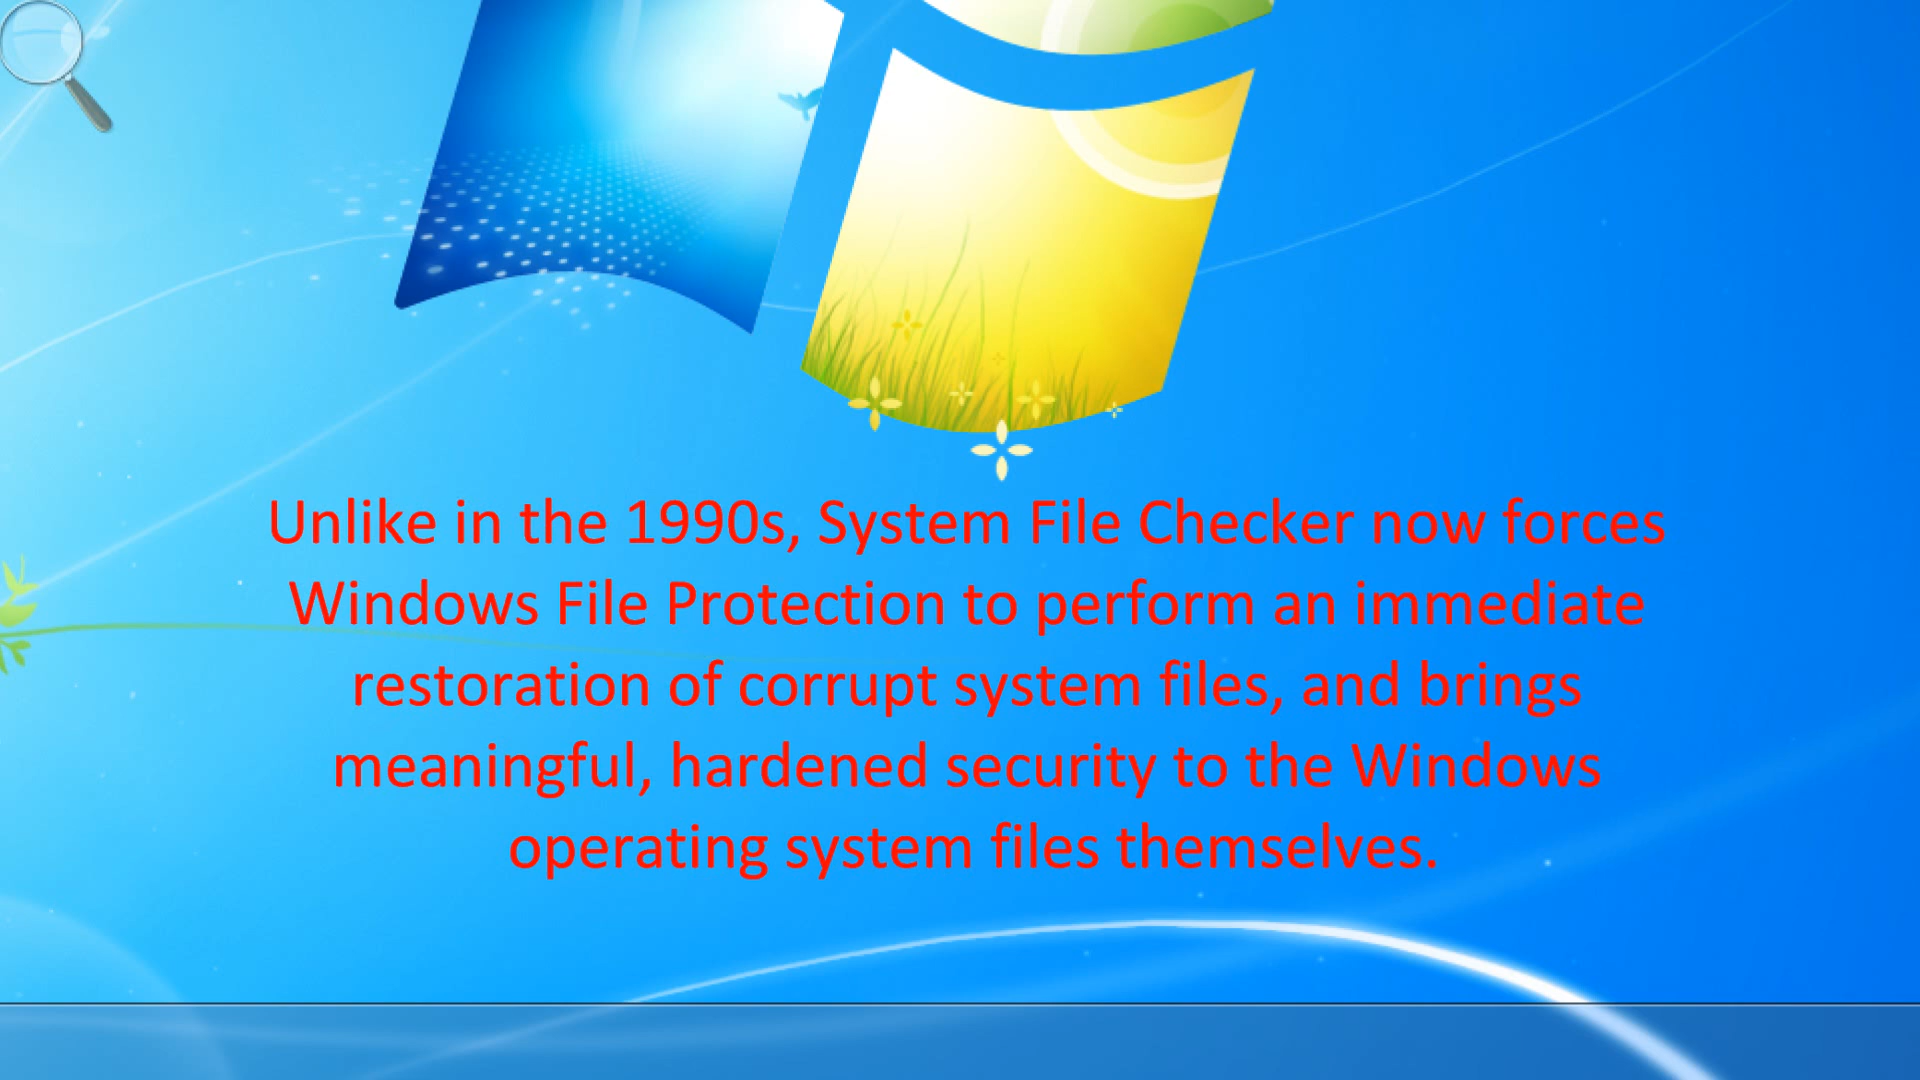 Unlike in the 1990s, System File Checker now forces
Windows File Protection to perform an immediate
restoration of corrupt system files, and brings
meaningful, hardened security to the Windows
operating system files themselves.